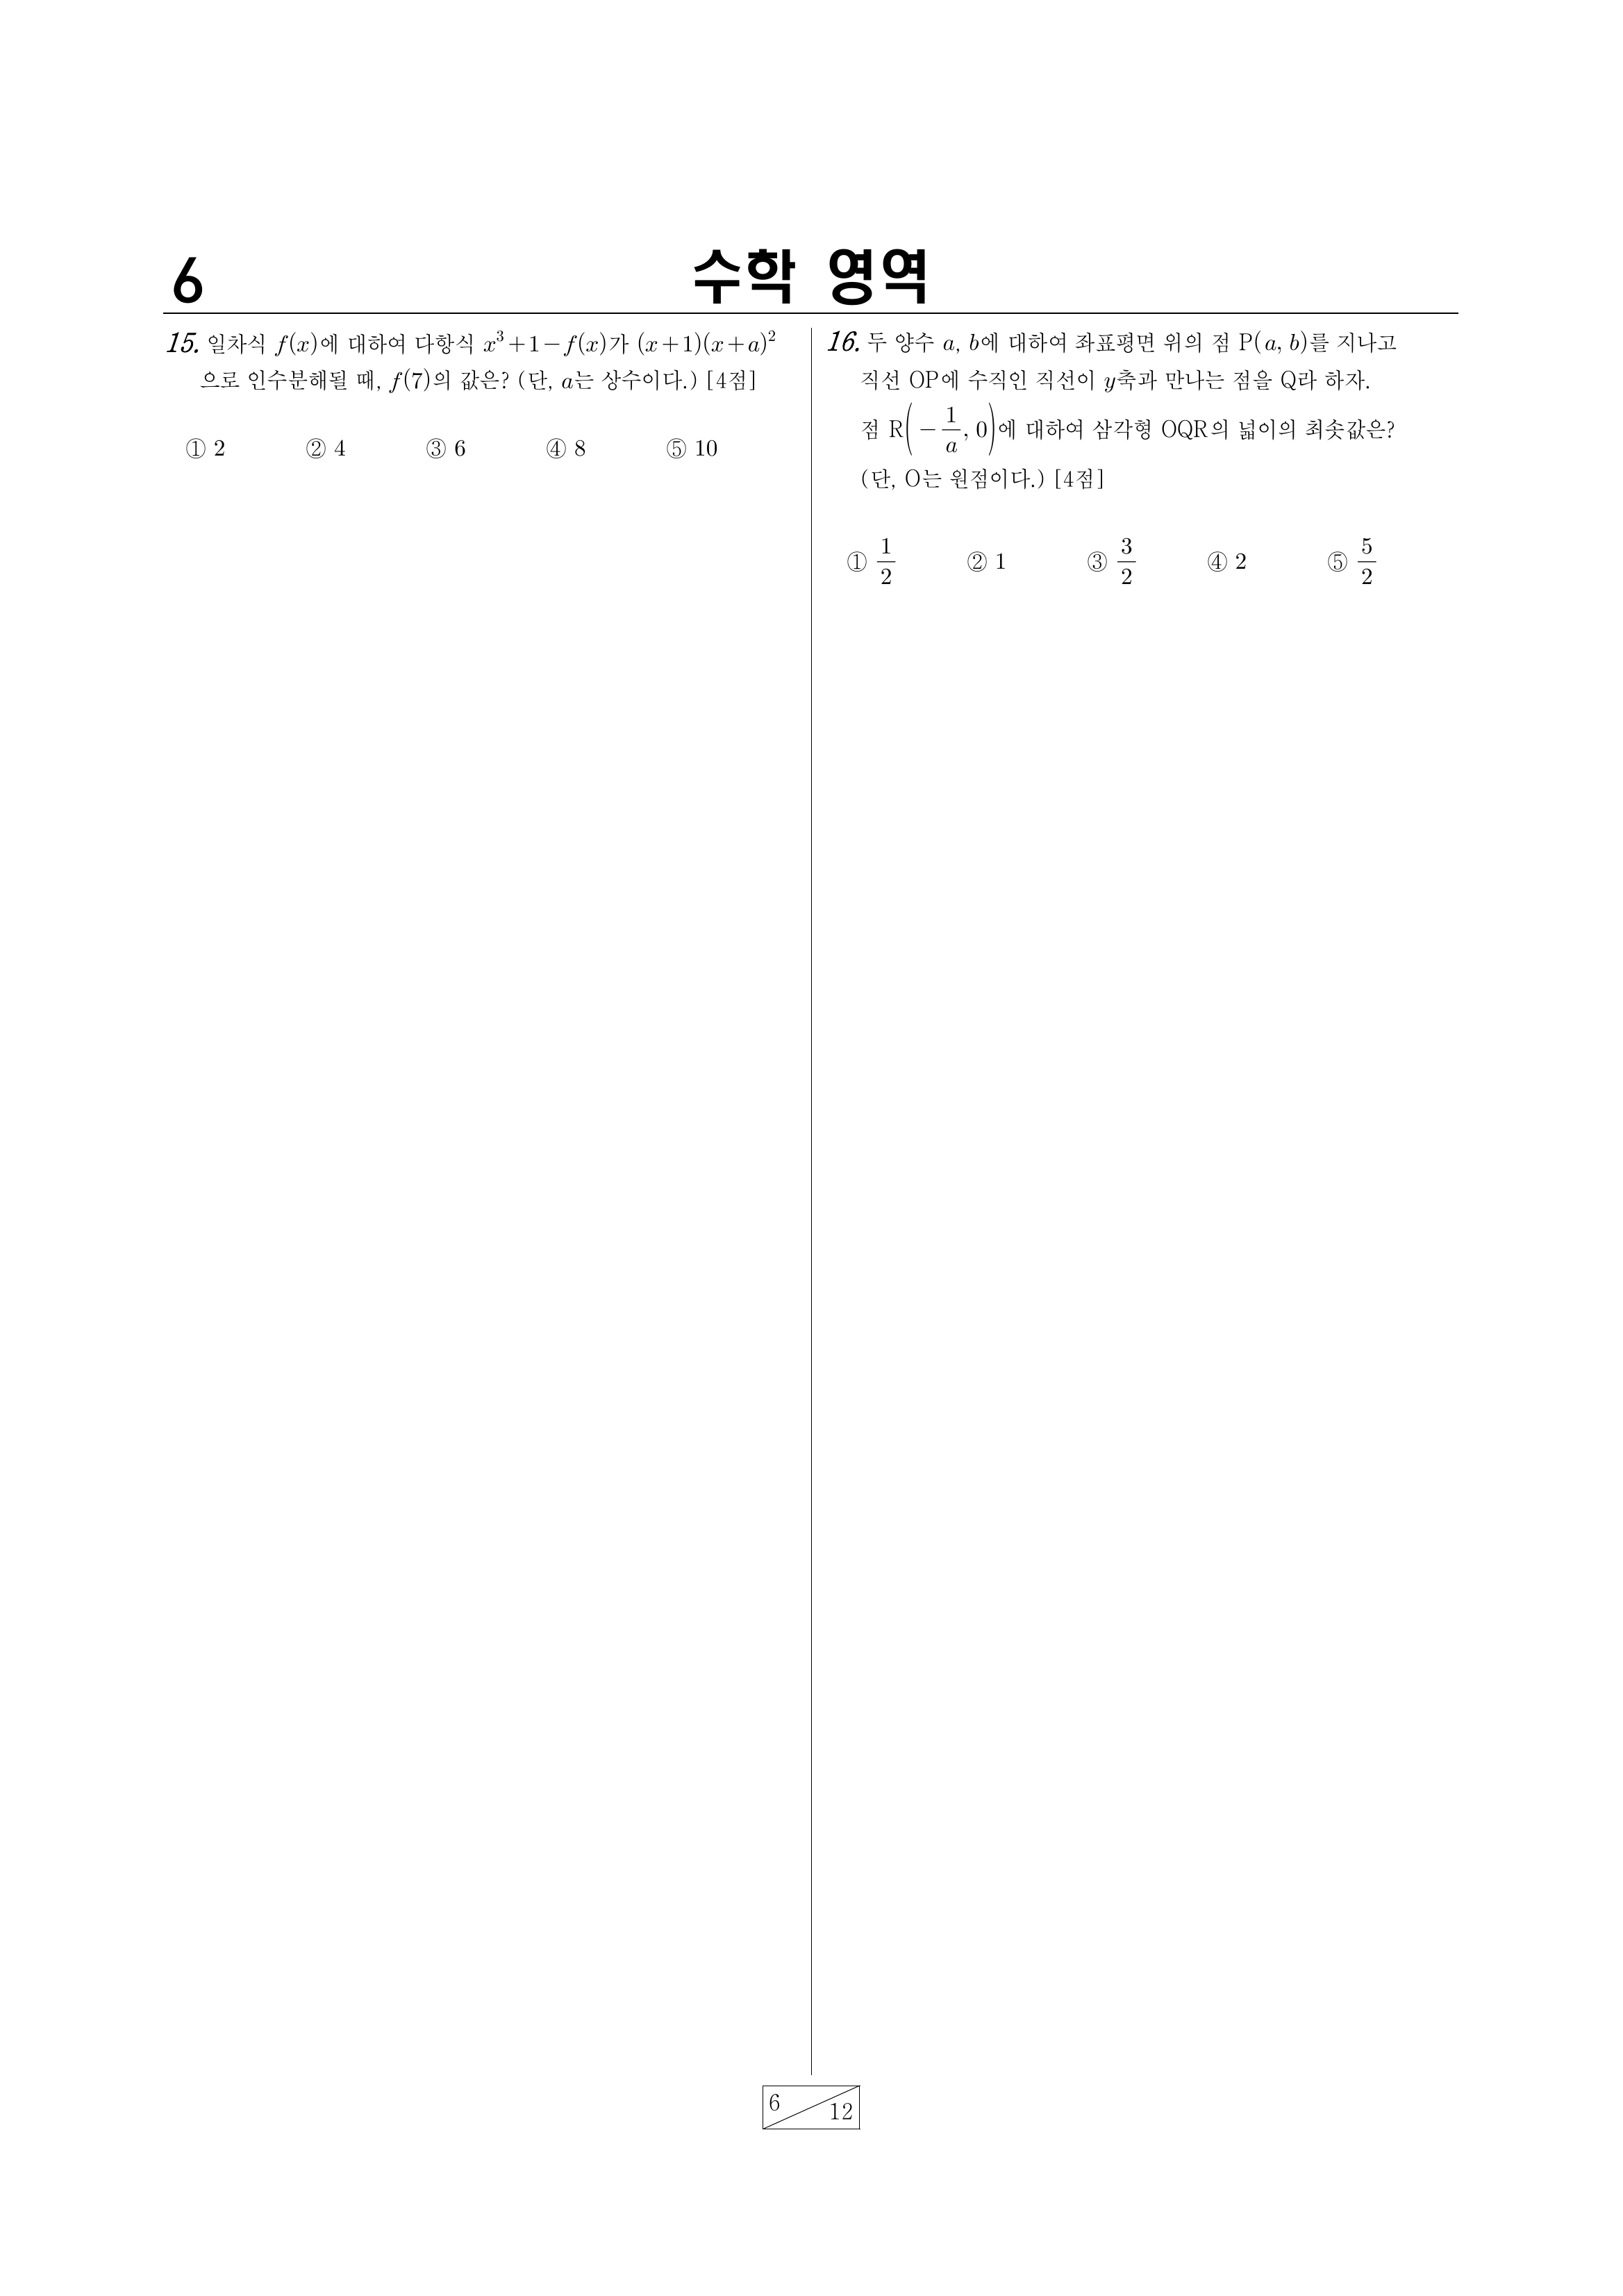 6
수학 영역
15. 일차식 f(x)에 대하여 다항식 x³+1−f(x)가 (x+1)(x+a)²
으로 인수분해될 때, f(7)의 값은? (단, a는 상수이다.) [4점]
① 2 ② 4 ③ 6 ④ 8 ⑤ 10
16. 두 양수 a, b에 대하여 좌표평면 위의 점 P(a, b)를 지나고
직선 OP에 수직인 직선이 y축과 만나는 점을 Q라 하자.
점 R(−1/a, 0)에 대하여 삼각형 OQR의 넓이의 최솟값은?
(단, O는 원점이다.) [4점]
① 1/2 ② 1 ③ 3/2 ④ 2 ⑤ 5/2
6 12